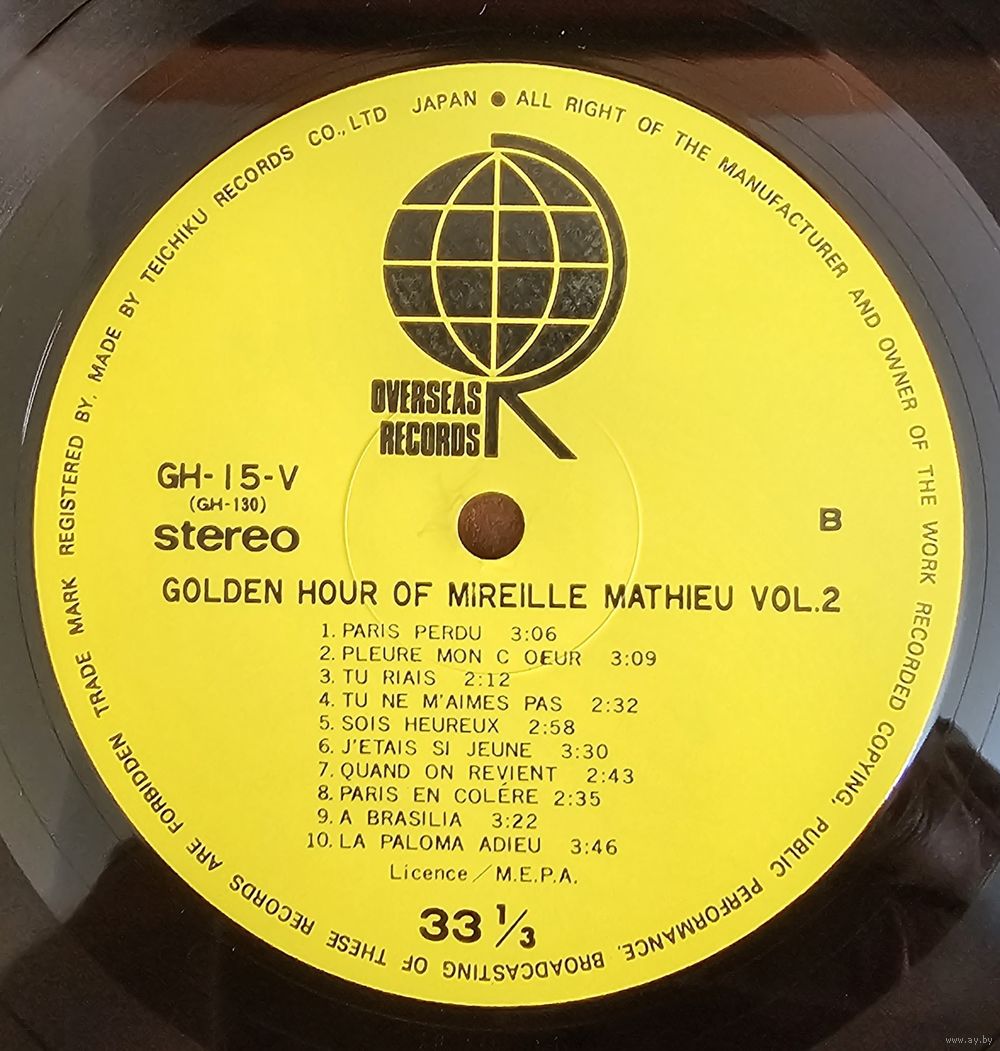 REGISTERED BY, MADE BY TEICHIKU RECORDS CO., LTD JAPAN ● ALL RIGHT OF THE MANUFACTURER AND OWNER OF THE WORK RECORDED COPYING, PUBLIC PERFORMANCE, BROADCASTING OF THESE RECORDS ARE FORBIDDEN TRADE MARK
OVERSEAS
RECORDS
GH-15-V
(GH-130)
stereo
B
GOLDEN HOUR OF MIREILLE MATHIEU VOL.2
1. PARIS PERDU 3:06
2. PLEURE MON C OEUR 3:09
3. TU RIAIS 2:12
4. TU NE M'AIMES PAS 2:32
5. SOIS HEUREUX 2:58
6. J'ETAIS SI JEUNE 3:30
7. QUAND ON REVIENT 2:43
8. PARIS EN COLÉRE 2:35
9. A BRASILIA 3:22
10. LA PALOMA ADIEU 3:46
Licence/M.E.P.A.
33 1/3
www.ay.by